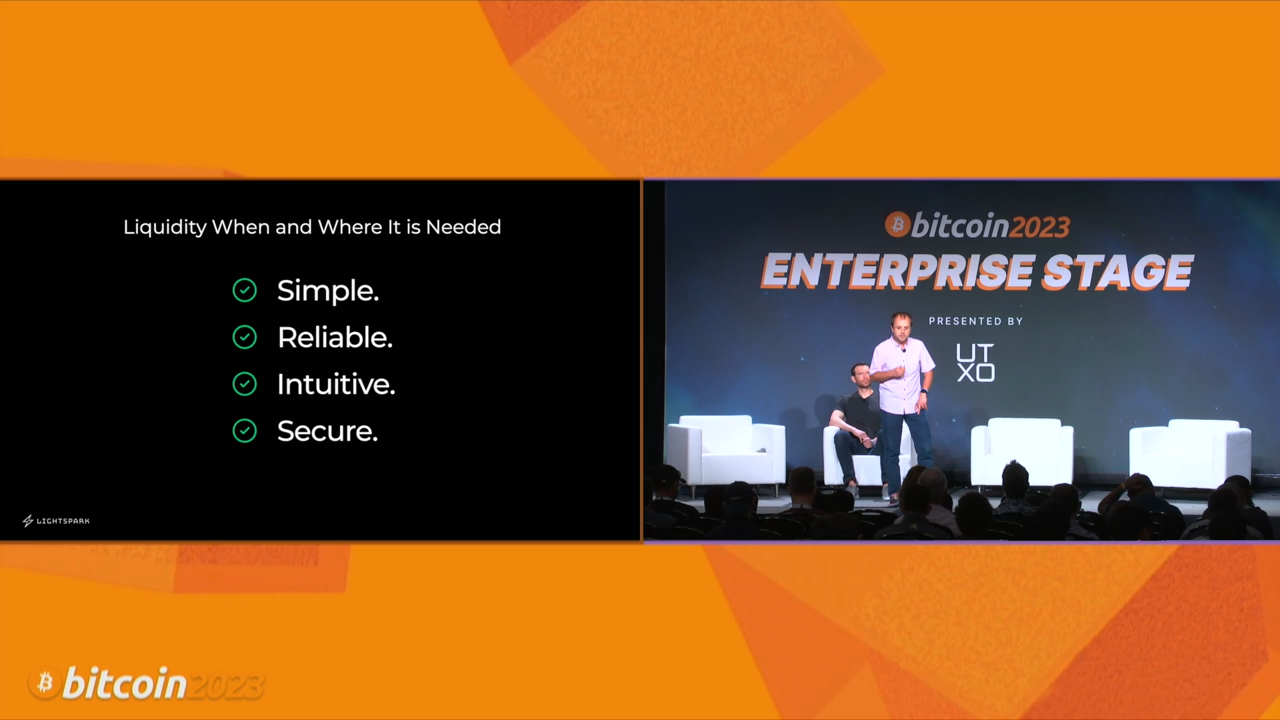 Liquidity When and Where It is Needed
Simple.
Reliable.
Intuitive.
Secure.
LIGHTSPARK
bitcoin2023
ENTERPRISE STAGE
PRESENTED BY
UT
XO
bitcoin2023